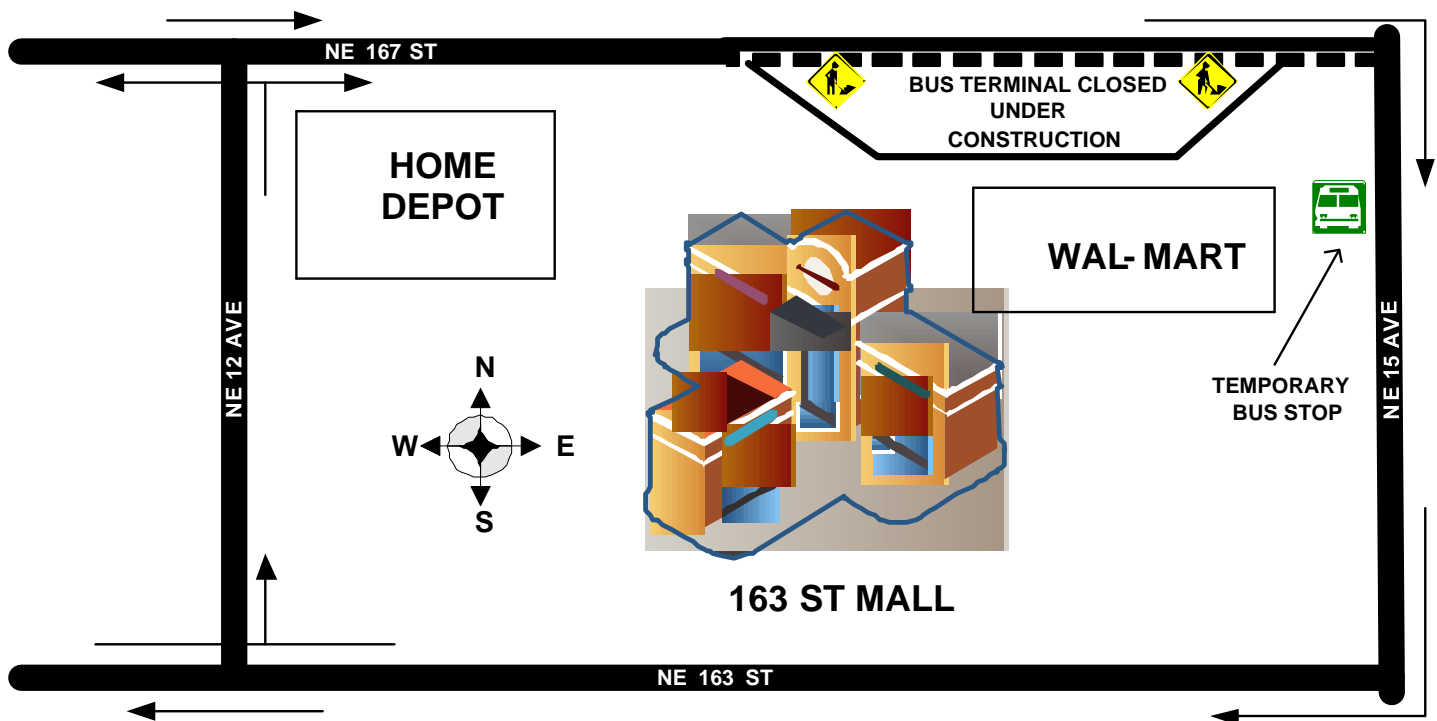 NE 167 ST
BUS TERMINAL CLOSED
UNDER
CONSTRUCTION
HOME
DEPOT
WAL- MART
NE 12 AVE
N
W
E
S
TEMPORARY
BUS STOP
NE 15 AVE
163 ST MALL
NE 163 ST